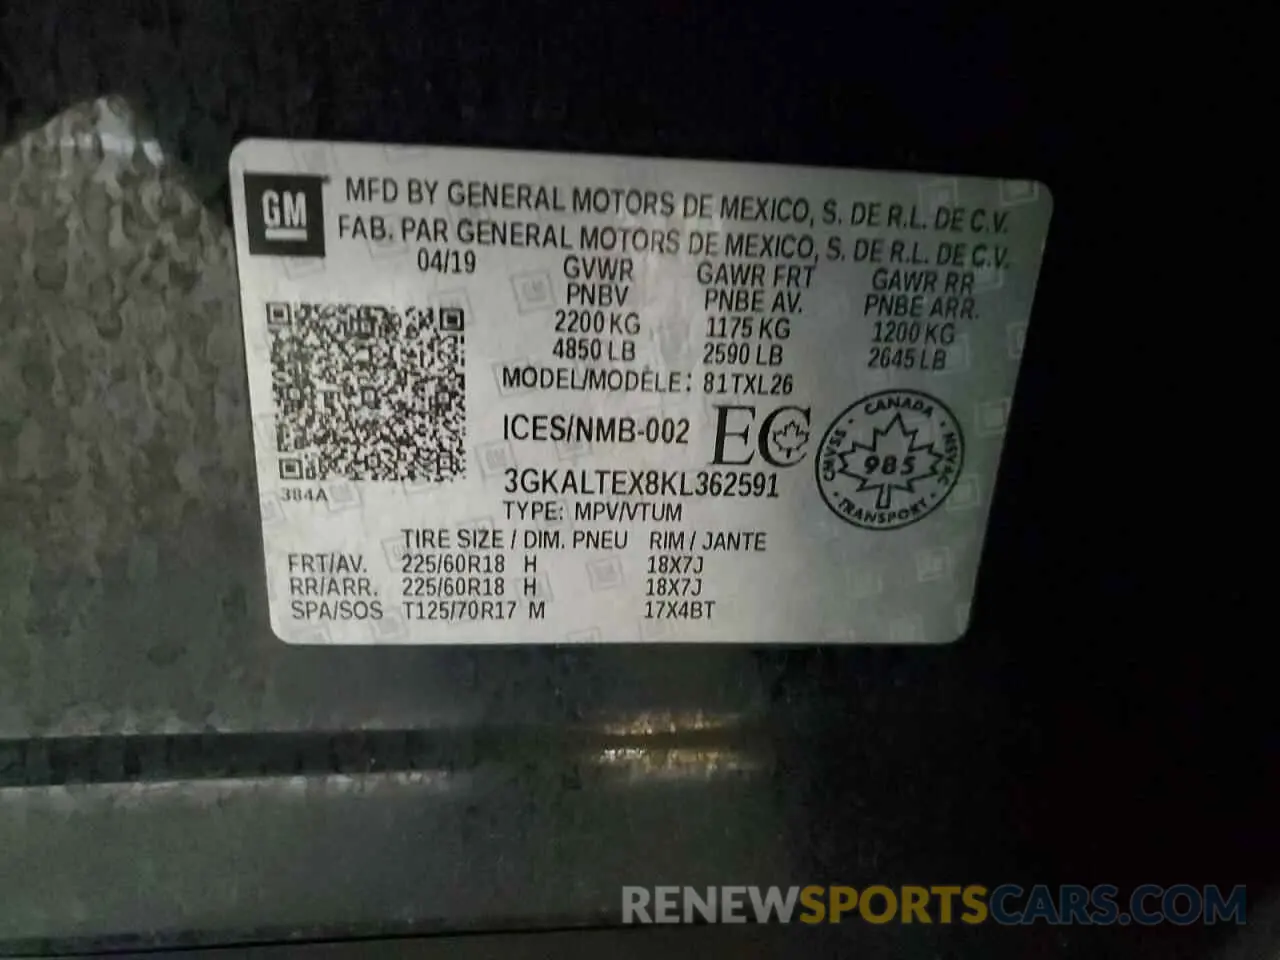 GM
MFD BY GENERAL MOTORS DE MEXICO, S. DE R.L. DE C.V.
FAB. PAR GENERAL MOTORS DE MEXICO, S. DE R.L. DE C.V.
04/19 GVWR GAWR FRT GAWR RR
PNBV PNBE AV. PNBE ARR.
2200 KG 1175 KG 1200 KG
4850 LB 2590 LB 2645 LB
MODEL/MODÈLE: 81TXL26
ICES/NMB-002 EC
CANADA
CMVSS 985 NSVAC
TRANSPORT
3GKALTEX8KL362591
384A
TYPE: MPV/VTUM
TIRE SIZE / DIM. PNEU RIM / JANTE
FRT/AV. 225/60R18 H 18X7J
RR/ARR. 225/60R18 H 18X7J
SPA/SOS T125/70R17 M 17X4BT
RENEWSPORTSCARS.COM